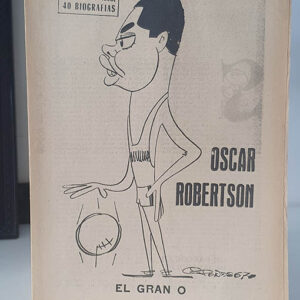 40 BIOGRAFIAS
OSCAR
ROBERTSON
EL GRAN O